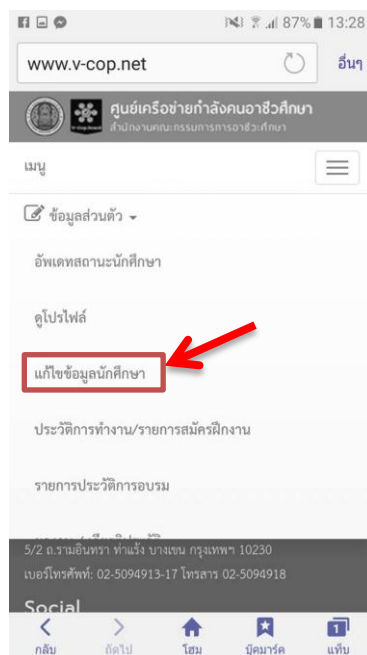 87% 13:28
www.v-cop.net อื่นๆ
ศูนย์เครือข่ายกำลังคนอาชีวศึกษา
สำนักงานคณะกรรมการการอาชีวะศึกษา
เมนู
ข้อมูลส่วนตัว
อัพเดทสถานะนักศึกษา
ดูโปรไฟล์
แก้ไขข้อมูลนักศึกษา
ประวัติการทำงาน/รายการสมัครฝึกงาน
รายการประวัติการอบรม
5/2 ถ.รามอินทรา ท่าแร้ง บางเขน กรุงเทพฯ 10230
เบอร์โทรศัพท์: 02-5094913-17 โทรสาร 02-5094918
Social
กลับ ถัดไป โฮม บุ๊คมาร์ค แท็บ